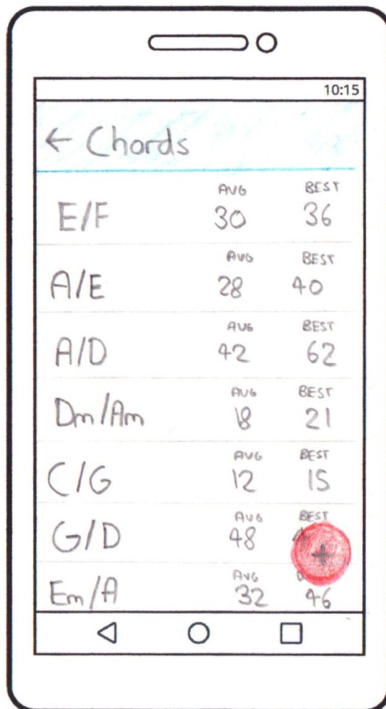 10:15
← Chords
AVG BEST
E/F 30 36
AVG BEST
A/E 28 40
AVG BEST
A/D 42 62
AVG BEST
Dm/Am 18 21
AVG BEST
C/G 12 15
AVG BEST
G/D 48
+
AVG
Em/A 32 46